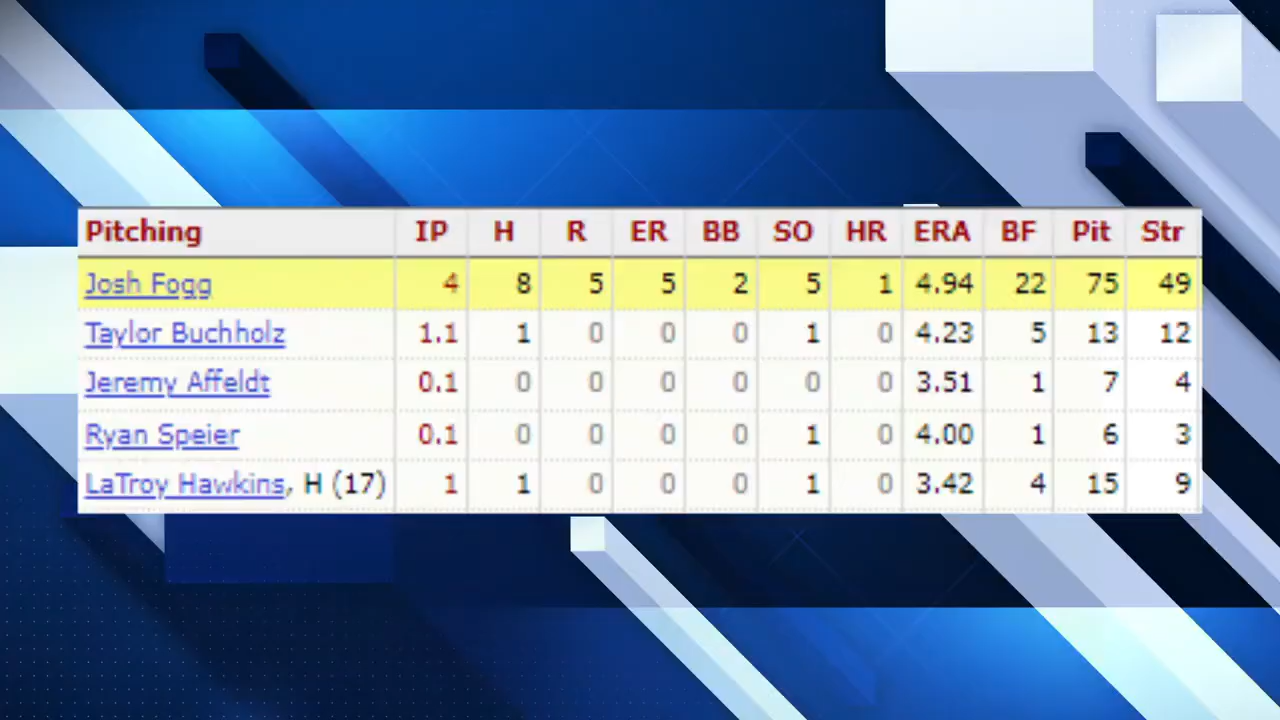 Pitching IP H R ER BB SO HR ERA BF Pit Str
Josh Fogg 4 8 5 5 2 5 1 4.94 22 75 49
Taylor Buchholz 1.1 1 0 0 0 1 0 4.23 5 13 12
Jeremy Affeldt 0.1 0 0 0 0 0 0 3.51 1 7 4
Ryan Speier 0.1 0 0 0 0 1 0 4.00 1 6 3
LaTroy Hawkins, H (17) 1 1 0 0 0 1 0 3.42 4 15 9